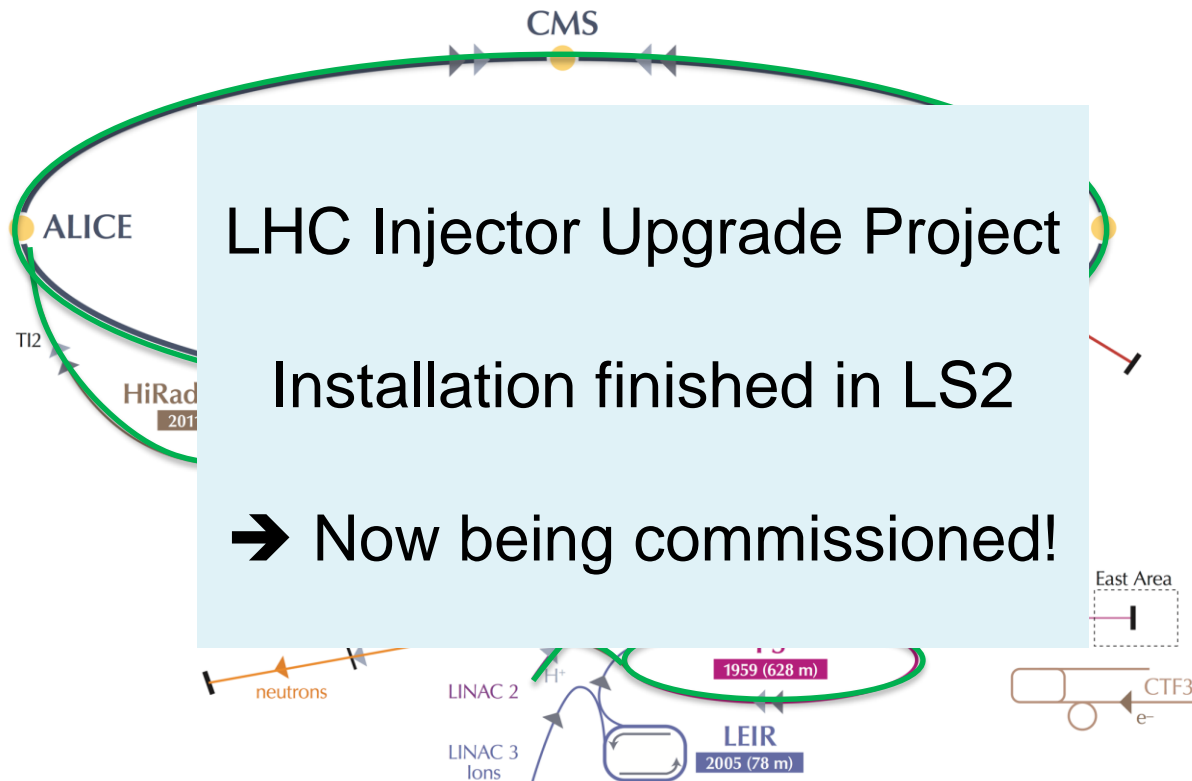 CMS
ALICE
LHC Injector Upgrade Project
TI2
Installation finished in LS2
HiRad
2011
➔ Now being commissioned!
East Area
H+
1959 (628 m)
neutrons
LINAC 2
CTF3
e–
LEIR
2005 (78 m)
LINAC 3
Ions